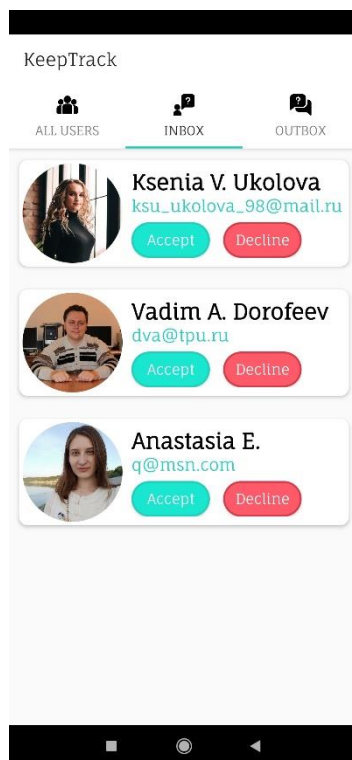 KeepTrack
ALL USERS INBOX OUTBOX
Ksenia V. Ukolova
ksu_ukolova_98@mail.ru
Accept Decline
Vadim A. Dorofeev
dva@tpu.ru
Accept Decline
Anastasia E.
q@msn.com
Accept Decline